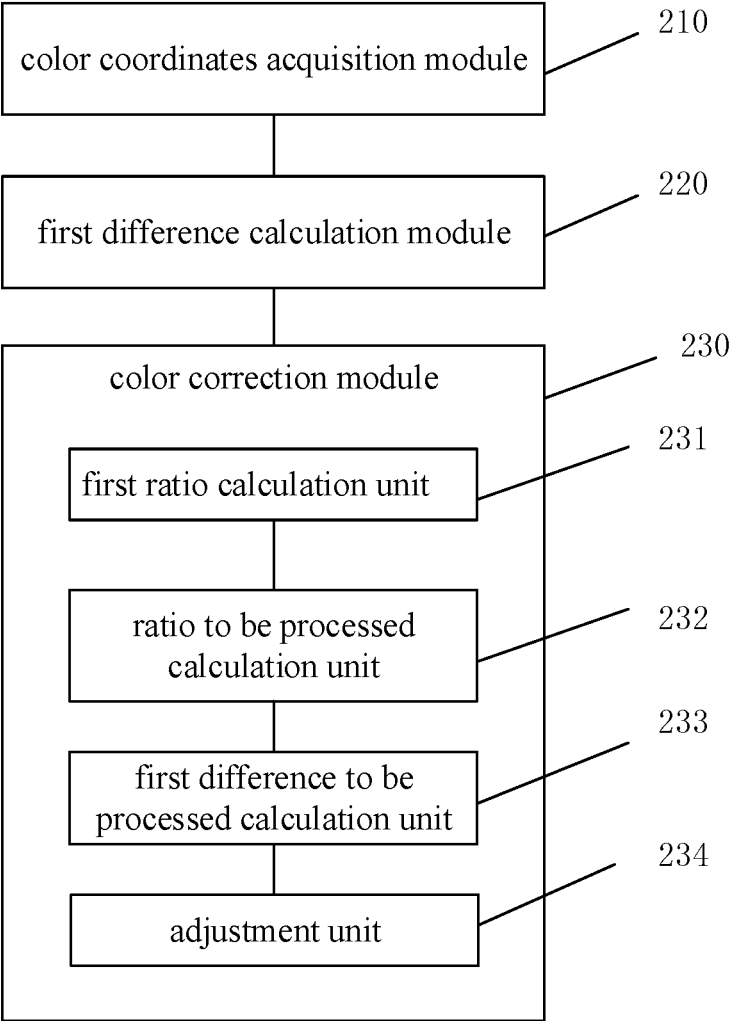 color coordinates acquisition module
210
first difference calculation module
220
color correction module
230
first ratio calculation unit
231
ratio to be processed
calculation unit
232
first difference to be
processed calculation unit
233
adjustment unit
234